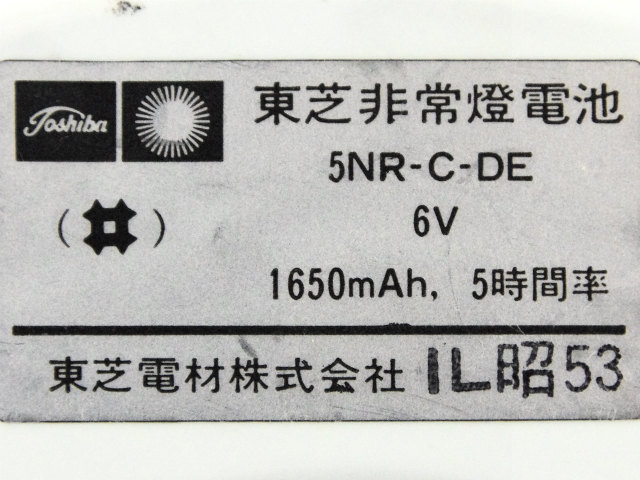 Toshiba
東芝非常燈電池
5NR-C-DE
6V
1650mAh, 5時間率
東芝電材株式会社 IL昭53